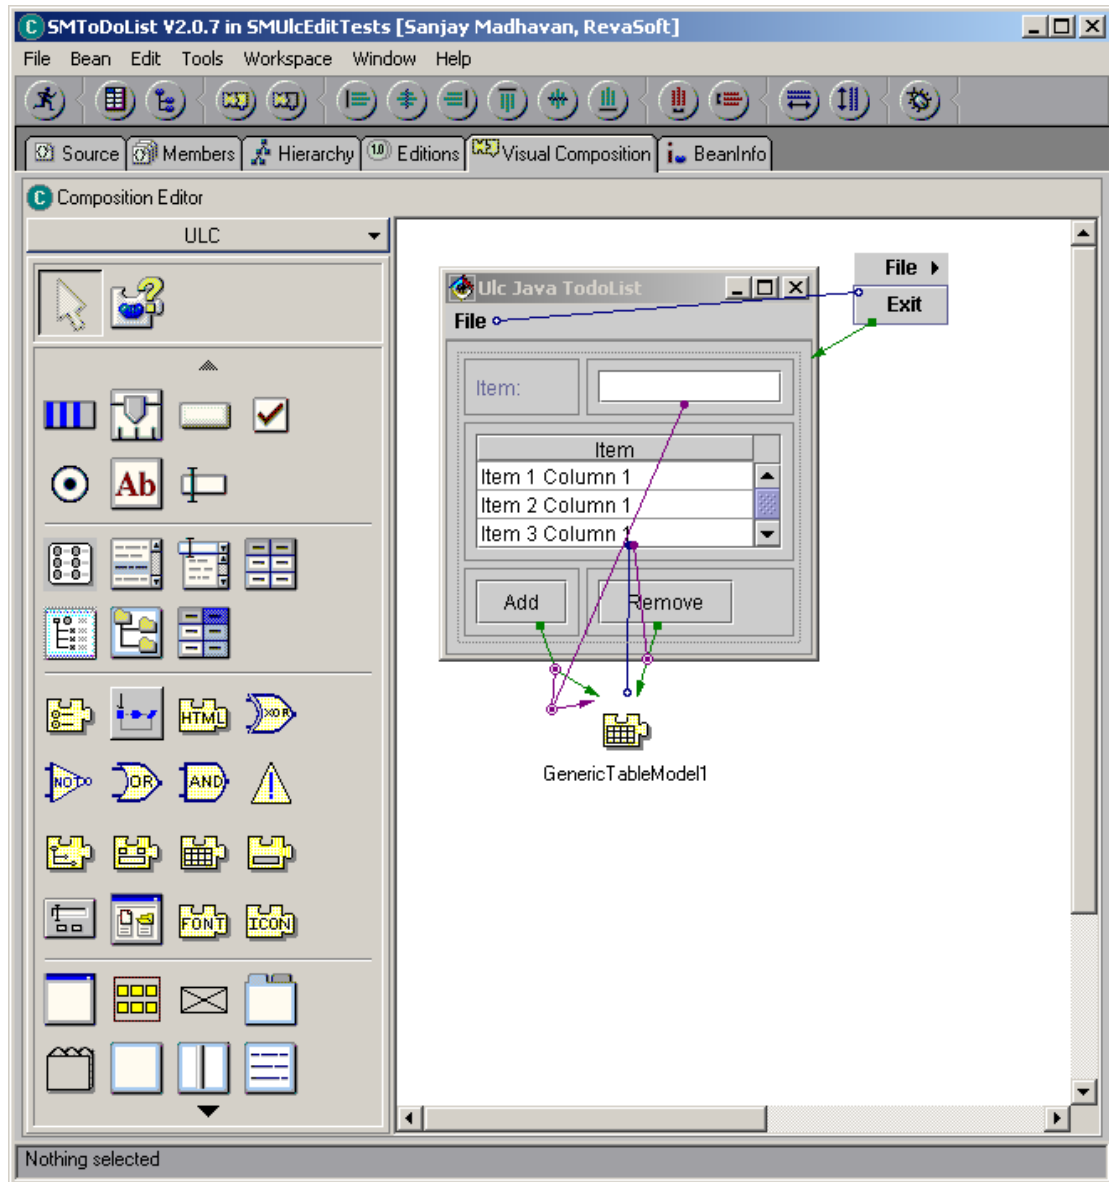 SMToDoList V2.0.7 in SMUlcEditTests [Sanjay Madhavan, RevaSoft]
File Bean Edit Tools Workspace Window Help
Source Members Hierarchy 1.0 Editions Visual Composition BeanInfo
Composition Editor
ULC
File
Ulc Java TodoList
Exit
File
Item:
Item
Item 1 Column 1
Item 2 Column 1
Item 3 Column 1
Ab
Add Remove
HTML XOR
GenericTableModel1
NOT OR AND
FONT ICON
Nothing selected